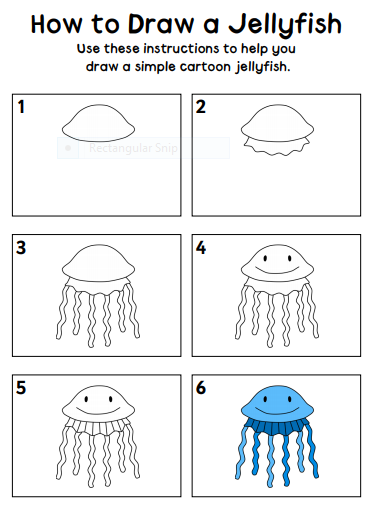 How to Draw a Jellyfish
Use these instructions to help you
draw a simple cartoon jellyfish.
1
2
Rectangular Snip
3
4
5
6